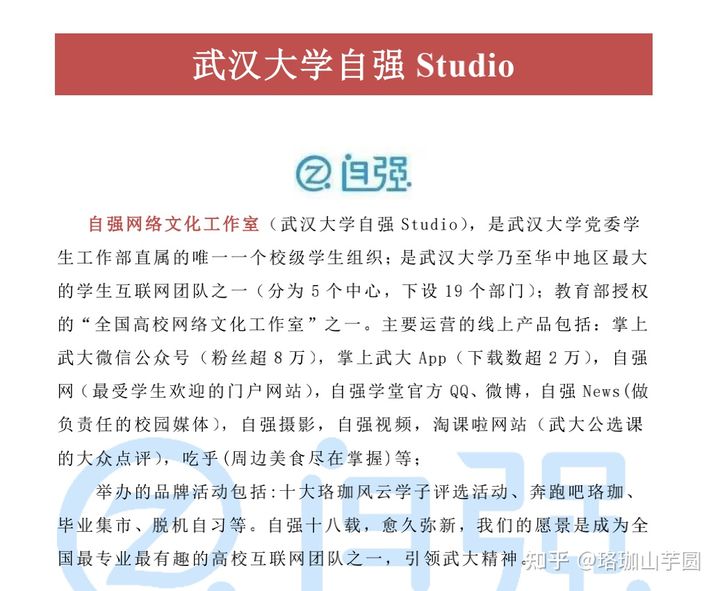 武汉大学自强 Studio
自强
自强网络文化工作室（武汉大学自强 Studio），是武汉大学党委学
生工作部直属的唯一一个校级学生组织；是武汉大学乃至华中地区最大
的学生互联网团队之一（分为 5 个中心，下设 19 个部门）；教育部授权
的“全国高校网络文化工作室”之一。主要运营的线上产品包括：掌上
武大微信公众号（粉丝超 8 万），掌上武大 App（下载数超 2 万），自强
网（最受学生欢迎的门户网站），自强学堂官方 QQ、微博，自强 News(做
负责任的校园媒体)，自强摄影，自强视频，淘课啦网站（武大公选课
的大众点评），吃乎(周边美食尽在掌握)等；
举办的品牌活动包括:十大珞珈风云学子评选活动、奔跑吧珞珈、
毕业集市、脱机自习等。自强十八载，愈久弥新，我们的愿景是成为全
国最专业最有趣的高校互联网团队之一，引领武大精神。
自强
知乎 @珞珈山芋圆